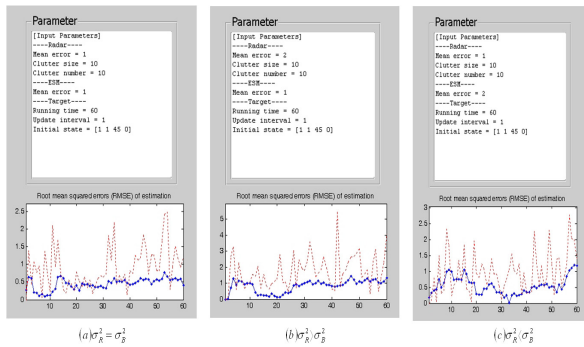 Parameter
[Input Parameters]
----Radar----
Mean error = 1
Clutter size = 10
Clutter number = 10
----ESM----
Mean error = 1
----Target----
Running time = 60
Update interval = 1
Initial state = [1 1 45 0]
Root mean squared errors (RMSE) of estimation
2.5
2
1.5
1
0.5
0
10 20 30 40 50 60
(a)σ²_R = σ²_B
Parameter
[Input Parameters]
----Radar----
Mean error = 2
Clutter size = 10
Clutter number = 10
----ESM----
Mean error = 1
----Target----
Running time = 60
Update interval = 1
Initial state = [1 1 45 0]
Root mean squared errors (RMSE) of estimation
5
4
3
2
1
0
0 10 20 30 40 50 60
(b)σ²_R⟩σ²_B
Parameter
[Input Parameters]
----Radar----
Mean error = 1
Clutter size = 10
Clutter number = 10
----ESM----
Mean error = 2
----Target----
Running time = 60
Update interval = 1
Initial state = [1 1 45 0]
Root mean squared errors (RMSE) of estimation
3
2.5
2
1.5
1
0.5
0
10 20 30 40 50 60